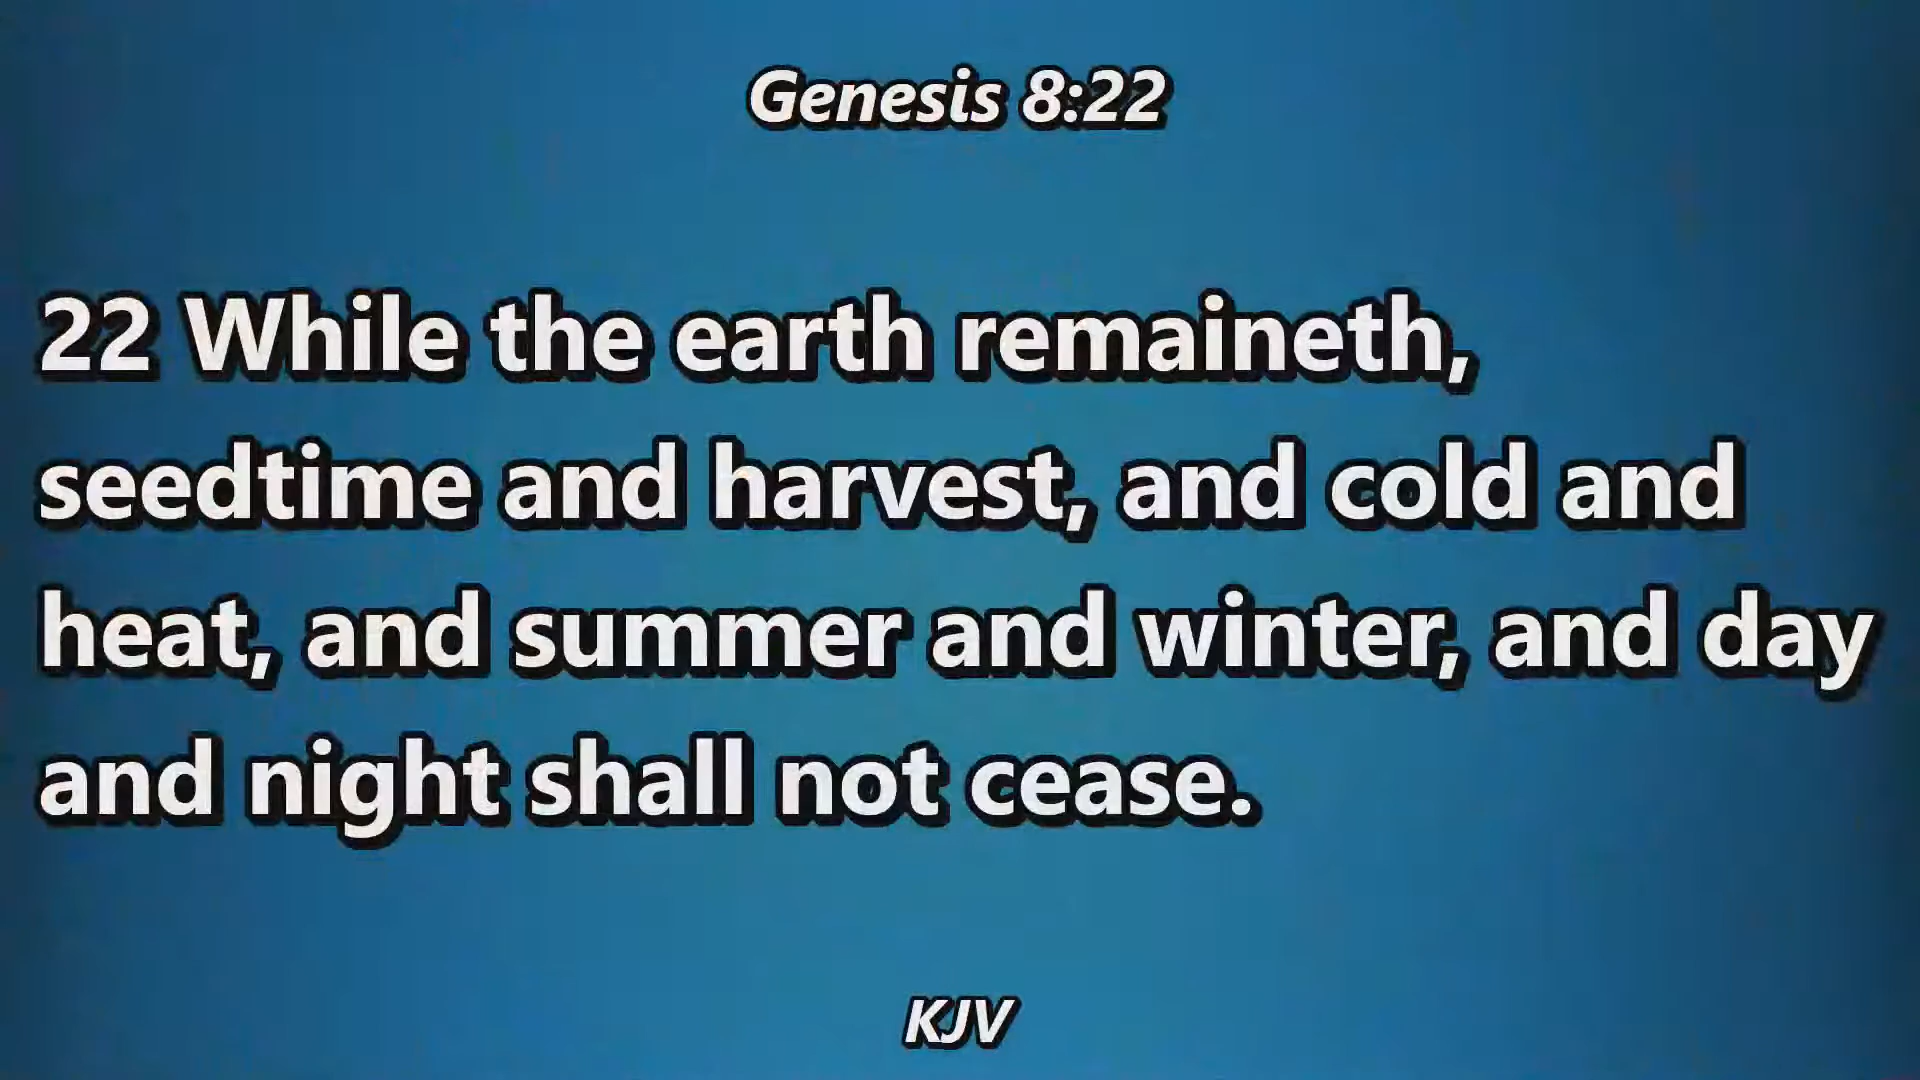 Genesis 8:22
22 While the earth remaineth,
seedtime and harvest, and cold and
heat, and summer and winter, and day
and night shall not cease.
KJV